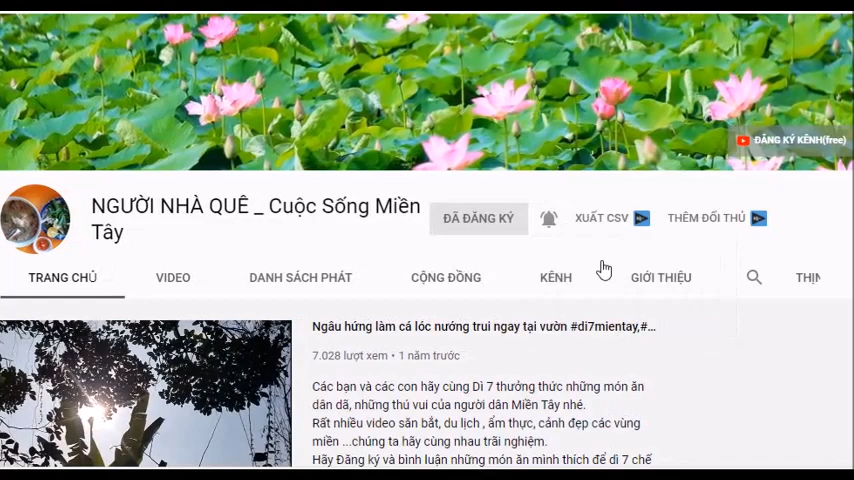 ĐĂNG KÝ KÊNH(free)
NGƯỜI NHÀ QUÊ _ Cuộc Sống Miền
Tây
ĐÃ ĐĂNG KÝ
XUẤT CSV
THÊM ĐỐI THỦ
TRANG CHỦ
VIDEO
DANH SÁCH PHÁT
CỘNG ĐỒNG
KÊNH
GIỚI THIỆU
THỊN
Ngâu hứng làm cá lóc nướng trui ngay tại vườn #di7mientay,#...
7.028 lượt xem • 1 năm trước
Các bạn và các con hãy cùng Dì 7 thưởng thức những món ăn
dân dã, những thú vui của người dân Miền Tây nhé.
Rất nhiều video săn bắt, du lịch , ẩm thực, cảnh đẹp các vùng
miền ...chúng ta hãy cùng nhau trãi nghiệm.
Hãy Đăng ký và bình luận những món ăn mình thích để dì 7 chế